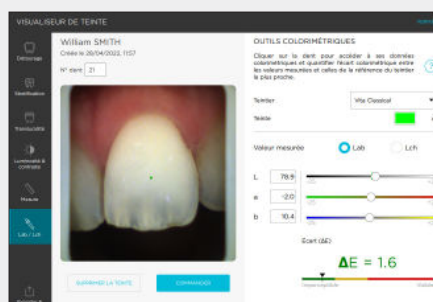 VISUALISEUR DE TEINTE
William SMITH
Créée le 28/04/2022, 11:57
N° dent 21
Détourage
Stratification
Translucidité
Luminosité & contraste
Mesure
Lab / Lch
SUPPRIMER LA TEINTE
COMMANDER
OUTILS COLORIMÉTRIQUES
Cliquer sur la dent pour accéder à ses données
colorimétriques et quantifier l'écart colorimétrique entre
les valeurs mesurées et celles de la référence du teintier
la plus proche.
?
Teintier
Vita Classical
Teinte
Valeur mesurée
Lab
Lch
L 78.9
a -2.0
b 10.4
Écart (ΔE)
ΔE = 1.6